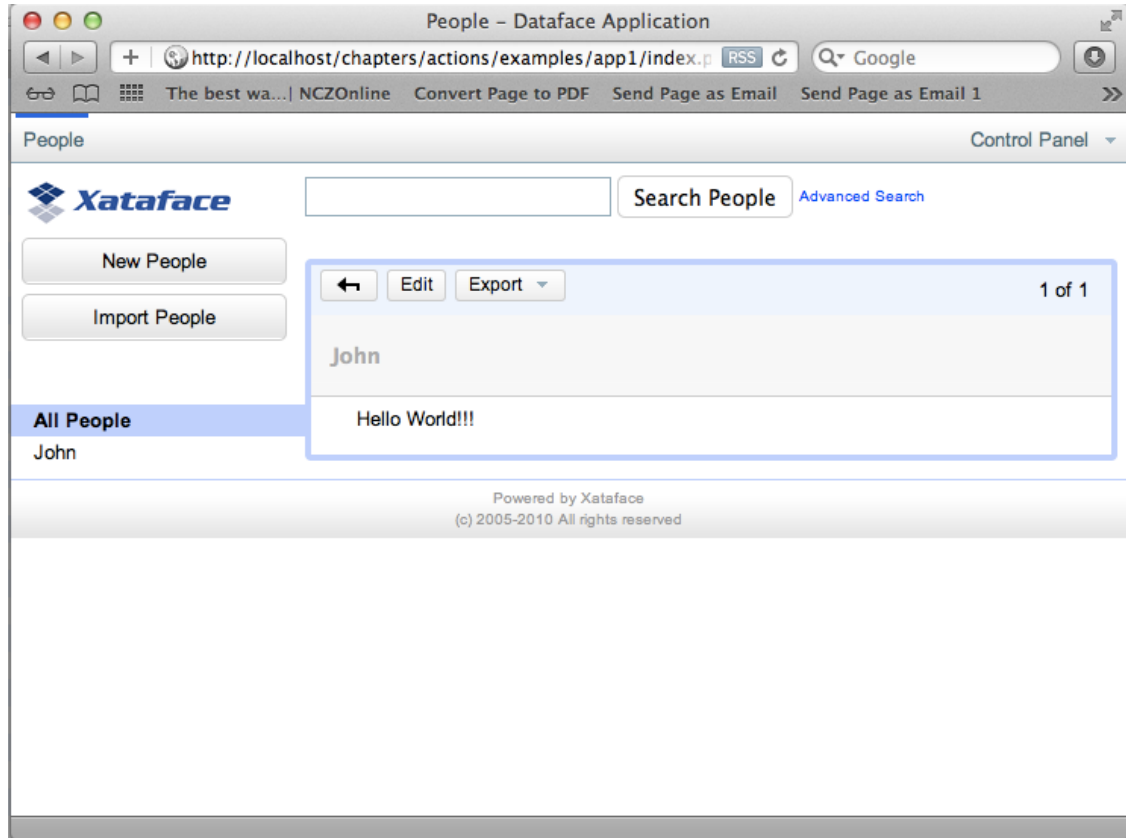 People – Dataface Application
http://localhost/chapters/actions/examples/app1/index.p RSS Google
The best wa...| NCZOnline Convert Page to PDF Send Page as Email Send Page as Email 1
People Control Panel
Xataface Search People Advanced Search
New People
Import People
Edit Export 1 of 1
John
All People
John
Hello World!!!
Powered by Xataface
(c) 2005-2010 All rights reserved